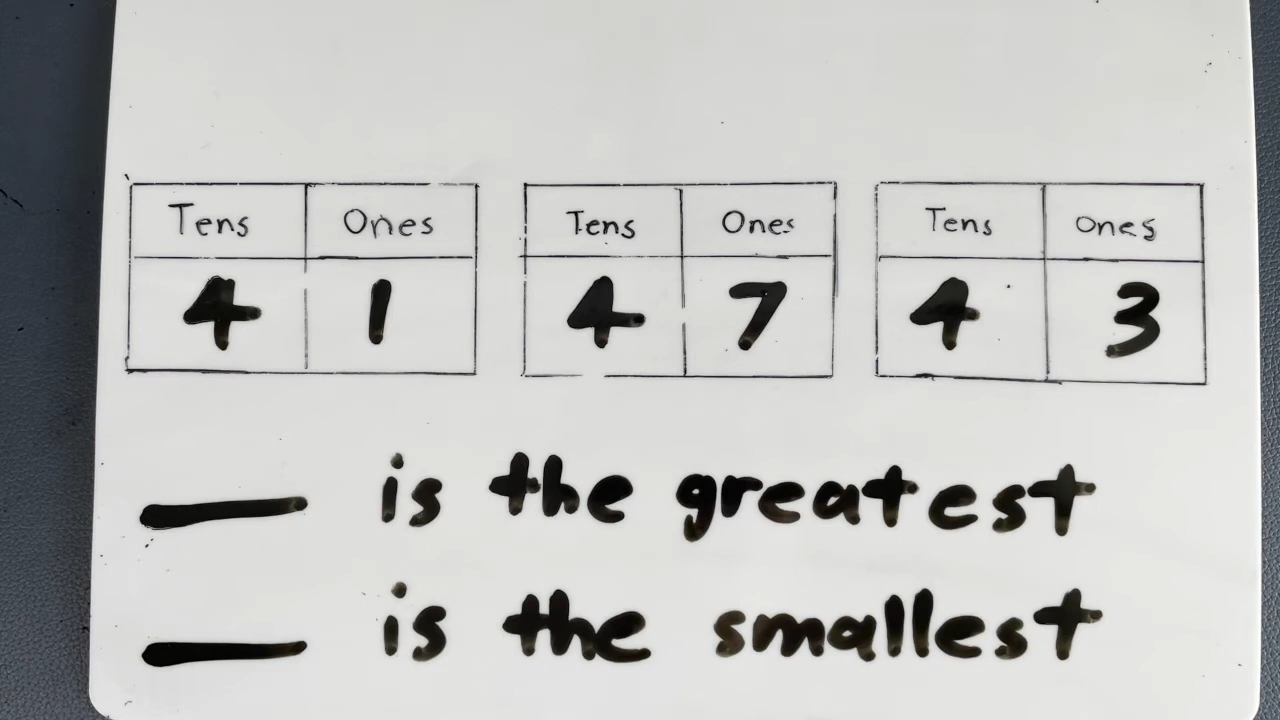 Tens Ones Tens Ones Tens Ones
4 1 4 7 4 3
__ is the greatest
__ is the smallest